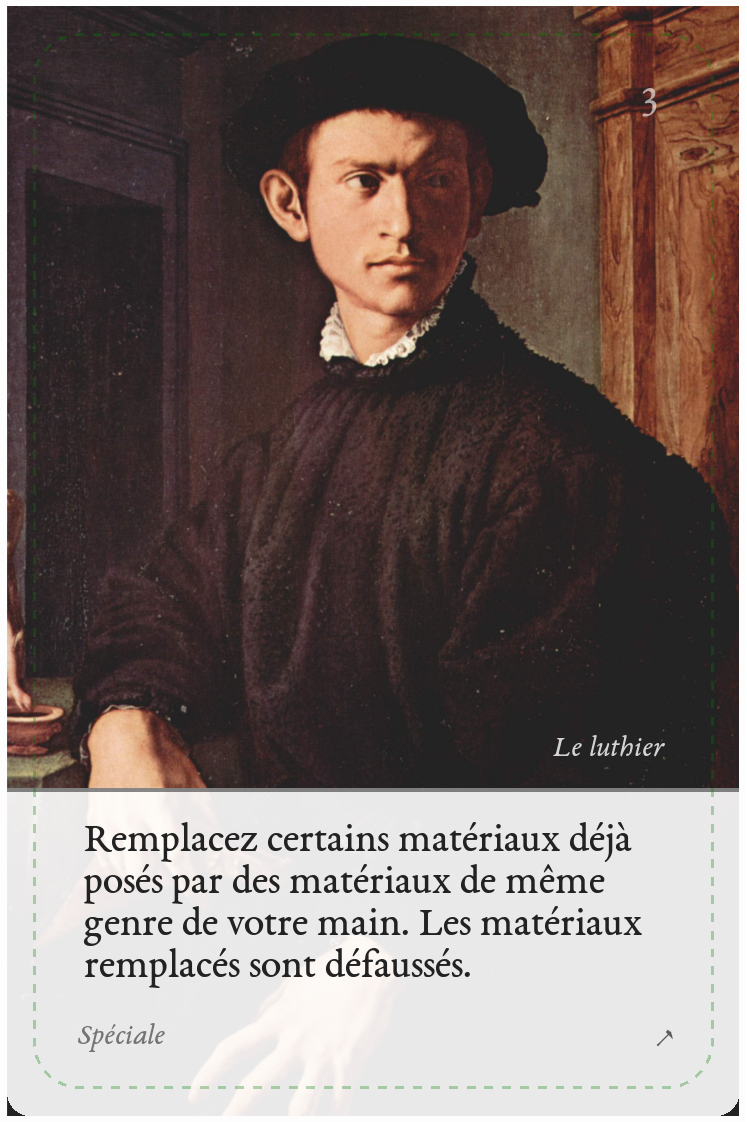 3
Le luthier
Remplacez certains matériaux déjà
posés par des matériaux de même
genre de votre main. Les matériaux
remplacés sont défaussés.
Spéciale